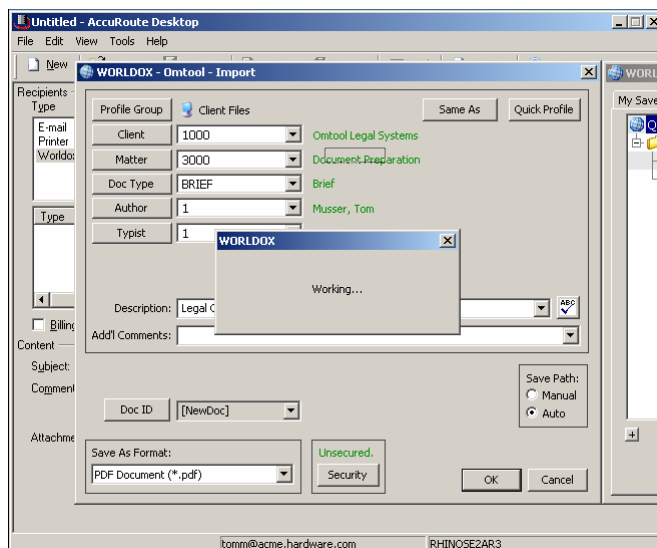 Untitled - AccuRoute Desktop
File Edit View Tools Help
New
WORLDOX - Omtool - Import
Recipients
Type
E-mail
Printer
Type
Billing
Content
Subject:
Profile Group Client Files Same As Quick Profile
Client 1000 Omtool Legal Systems
Matter 3000 Document Preparation
Doc Type BRIEF Brief
Author 1 Musser, Tom
Typist 1
WORLDOX
Working...
Description: Legal
ABC
Add'l Comments:
Save Path:
Manual
Auto
Doc ID [NewDoc]
Save As Format:
PDF Document (*.pdf)
Unsecured.
Security
OK Cancel
My Save
tomm@acme.hardware.com RHINOSE2AR3